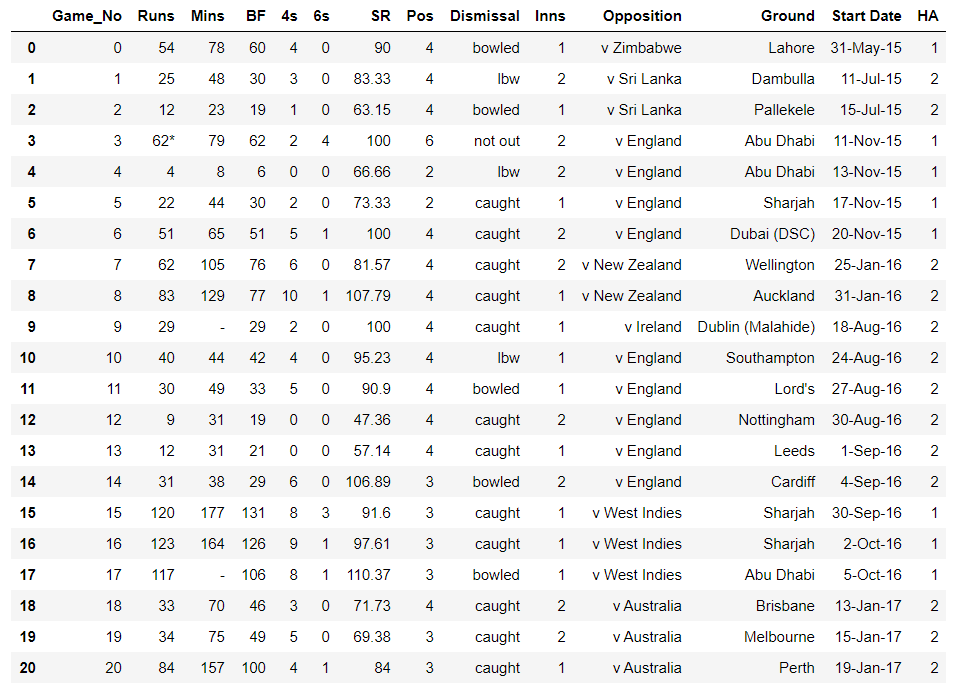 Game_No Runs Mins BF 4s 6s SR Pos Dismissal Inns Opposition Ground Start Date HA
0 0 54 78 60 4 0 90 4 bowled 1 v Zimbabwe Lahore 31-May-15 1
1 1 25 48 30 3 0 83.33 4 lbw 2 v Sri Lanka Dambulla 11-Jul-15 2
2 2 12 23 19 1 0 63.15 4 bowled 1 v Sri Lanka Pallekele 15-Jul-15 2
3 3 62* 79 62 2 4 100 6 not out 2 v England Abu Dhabi 11-Nov-15 1
4 4 4 8 6 0 0 66.66 2 lbw 2 v England Abu Dhabi 13-Nov-15 1
5 5 22 44 30 2 0 73.33 2 caught 1 v England Sharjah 17-Nov-15 1
6 6 51 65 51 5 1 100 4 caught 2 v England Dubai (DSC) 20-Nov-15 1
7 7 62 105 76 6 0 81.57 4 caught 2 v New Zealand Wellington 25-Jan-16 2
8 8 83 129 77 10 1 107.79 4 caught 1 v New Zealand Auckland 31-Jan-16 2
9 9 29 - 29 2 0 100 4 caught 1 v Ireland Dublin (Malahide) 18-Aug-16 2
10 10 40 44 42 4 0 95.23 4 lbw 1 v England Southampton 24-Aug-16 2
11 11 30 49 33 5 0 90.9 4 bowled 1 v England Lord's 27-Aug-16 2
12 12 9 31 19 0 0 47.36 4 caught 2 v England Nottingham 30-Aug-16 2
13 13 12 31 21 0 0 57.14 4 caught 1 v England Leeds 1-Sep-16 2
14 14 31 38 29 6 0 106.89 3 bowled 2 v England Cardiff 4-Sep-16 2
15 15 120 177 131 8 3 91.6 3 caught 1 v West Indies Sharjah 30-Sep-16 1
16 16 123 164 126 9 1 97.61 3 caught 1 v West Indies Sharjah 2-Oct-16 1
17 17 117 - 106 8 1 110.37 3 bowled 1 v West Indies Abu Dhabi 5-Oct-16 1
18 18 33 70 46 3 0 71.73 4 caught 2 v Australia Brisbane 13-Jan-17 2
19 19 34 75 49 5 0 69.38 3 caught 2 v Australia Melbourne 15-Jan-17 2
20 20 84 157 100 4 1 84 3 caught 1 v Australia Perth 19-Jan-17 2